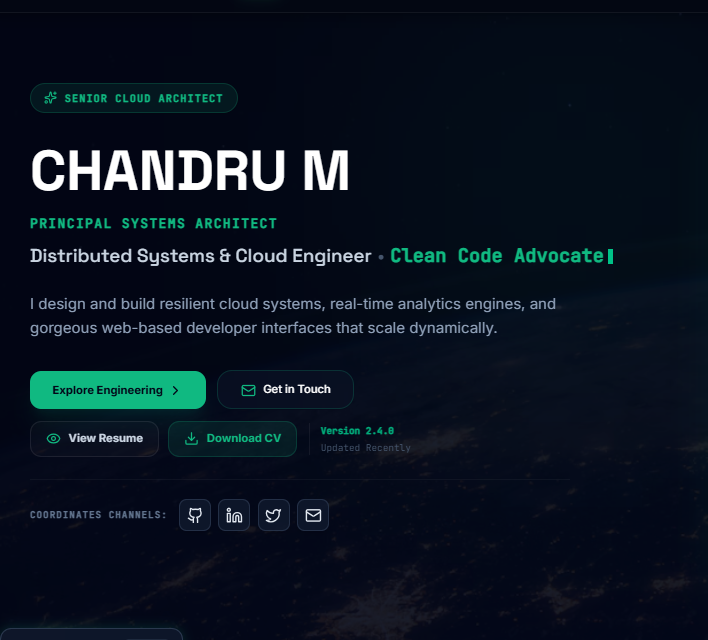 SENIOR CLOUD ARCHITECT
CHANDRU M
PRINCIPAL SYSTEMS ARCHITECT
Distributed Systems & Cloud Engineer • Clean Code Advocate
I design and build resilient cloud systems, real-time analytics engines, and
gorgeous web-based developer interfaces that scale dynamically.
Explore Engineering
Get in Touch
View Resume
Download CV
Version 2.4.0
Updated Recently
COORDINATES CHANNELS: